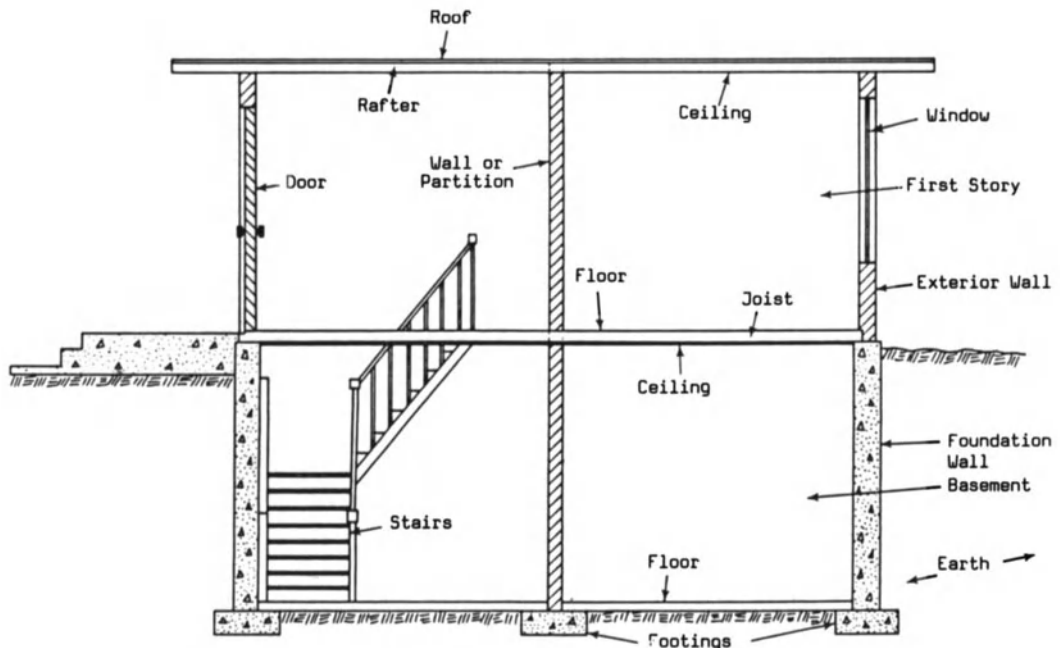 Roof
Rafter
Ceiling
Window
Door
Wall or
Partition
First Story
Floor
Joist
Exterior Wall
Ceiling
Foundation
Wall
Basement
Stairs
Floor
Earth
Footings